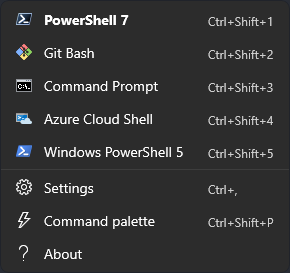 PowerShell 7 Ctrl+Shift+1
Git Bash Ctrl+Shift+2
C:\_ Command Prompt Ctrl+Shift+3
Azure Cloud Shell Ctrl+Shift+4
Windows PowerShell 5 Ctrl+Shift+5
Settings Ctrl+,
Command palette Ctrl+Shift+P
? About